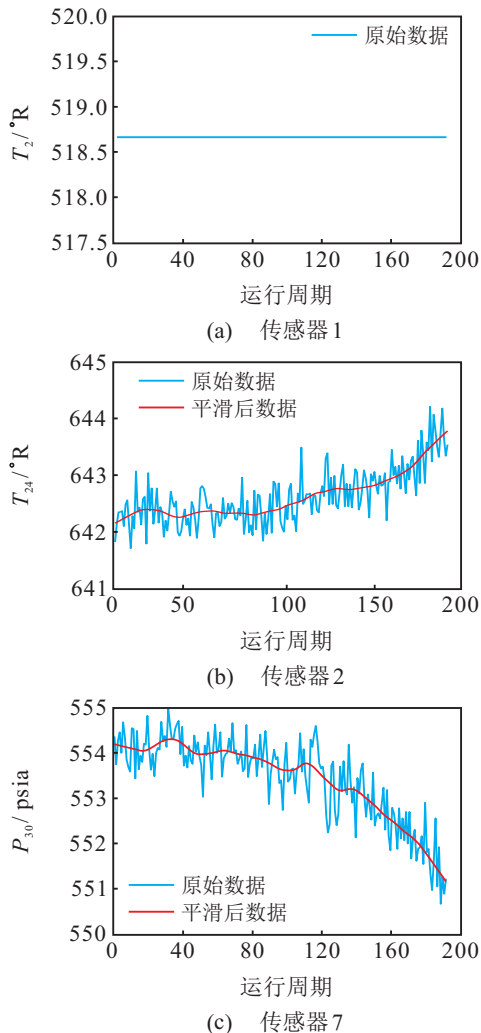 520.0
原始数据
519.5
519.0
518.5
518.0
517.5
T2/°R
0 40 80 120 160 200
运行周期
(a) 传感器1
645
原始数据
平滑后数据
644
643
642
641
T24/°R
0 50 100 150 200
运行周期
(b) 传感器2
555
554
553
552
551
550
P30/psia
原始数据
平滑后数据
0 40 80 120 160 200
运行周期
(c) 传感器7